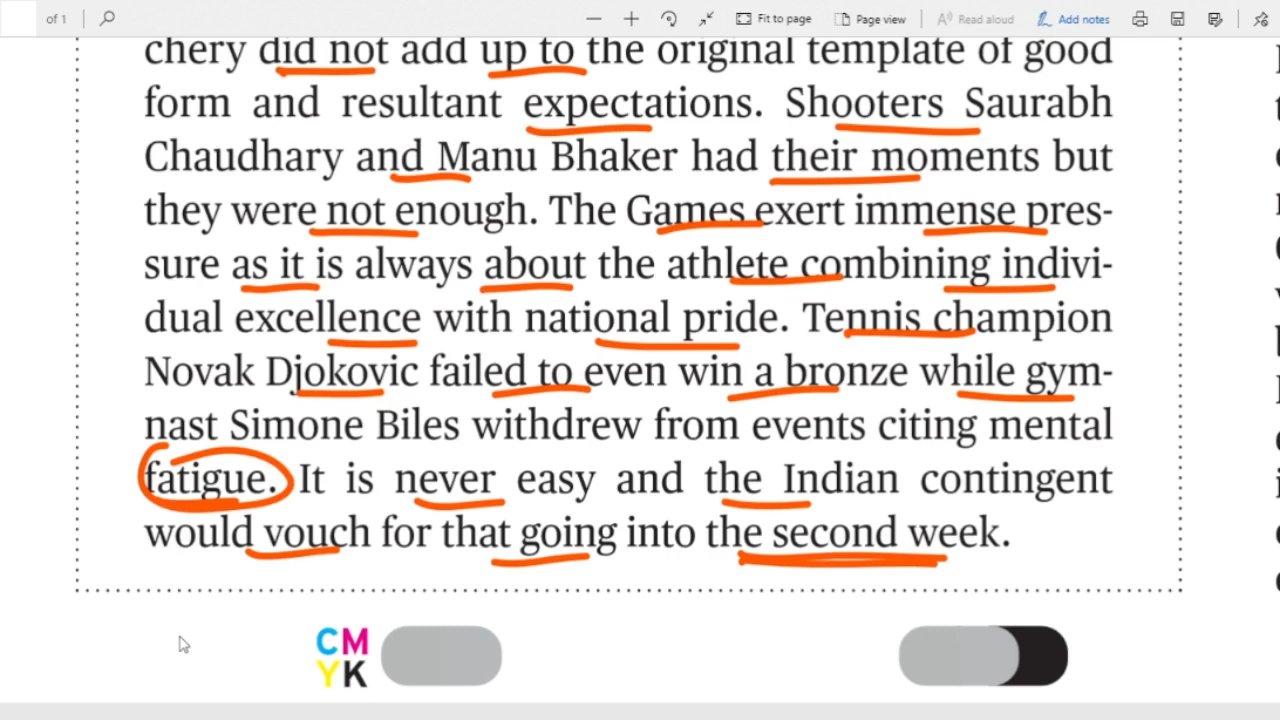 of 1 Fit to page Page view Read aloud Add notes
chery did not add up to the original template of good
form and resultant expectations. Shooters Saurabh
Chaudhary and Manu Bhaker had their moments but
they were not enough. The Games exert immense pres-
sure as it is always about the athlete combining indivi-
dual excellence with national pride. Tennis champion
Novak Djokovic failed to even win a bronze while gym-
nast Simone Biles withdrew from events citing mental
fatigue. It is never easy and the Indian contingent
would vouch for that going into the second week.
CM
YK